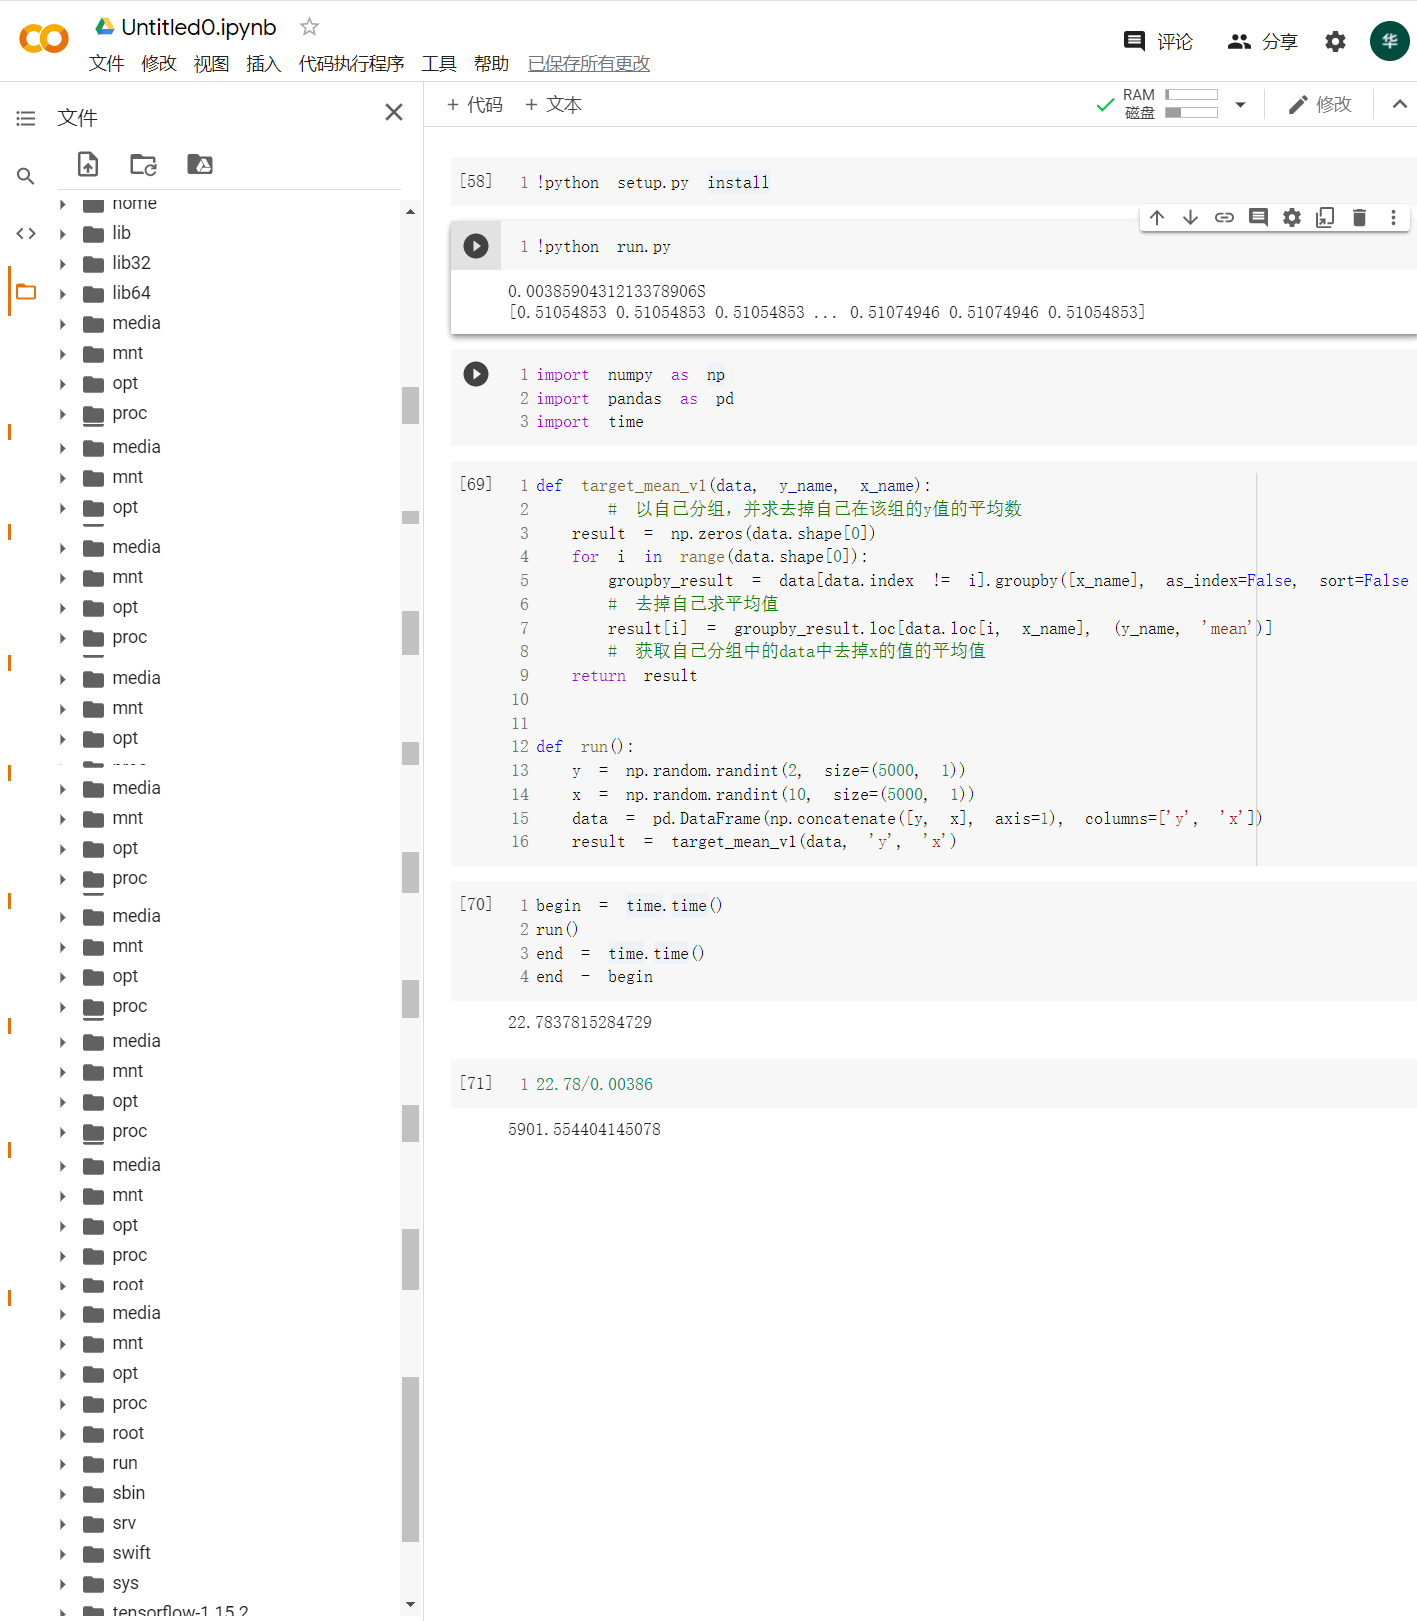 Untitled0.ipynb
文件 修改 视图 插入 代码执行程序 工具 帮助 已保存所有更改
评论 分享 华
文件
+ 代码 + 文本
RAM
磁盘
修改
home
lib
lib32
lib64
media
mnt
opt
proc
media
mnt
opt
media
mnt
opt
proc
media
mnt
opt
media
mnt
opt
proc
media
mnt
opt
proc
media
mnt
opt
proc
media
mnt
opt
proc
root
media
mnt
opt
proc
root
run
sbin
srv
swift
sys
tensorflow-1.15.2
[58] 1 !python setup.py install
1 !python run.py
0.003859043121337890­6S
[0.51054853 0.51054853 0.51054853 ... 0.51074946 0.51074946 0.51054853]
1 import numpy as np
2 import pandas as pd
3 import time
[69] 1 def target_mean_v1(data, y_name, x_name):
2 # 以自己分组，并求去掉自己在该组的y值的平均数
3 result = np.zeros(data.shape[0])
4 for i in range(data.shape[0]):
5 groupby_result = data[data.index != i].groupby([x_name], as_index=False, sort=False
6 # 去掉自己求平均值
7 result[i] = groupby_result.loc[data.loc[i, x_name], (y_name, 'mean')]
8 # 获取自己分组中的data中去掉x的值的平均值
9 return result
10
11
12 def run():
13 y = np.random.randint(2, size=(5000, 1))
14 x = np.random.randint(10, size=(5000, 1))
15 data = pd.DataFrame(np.concatenate([y, x], axis=1), columns=['y', 'x'])
16 result = target_mean_v1(data, 'y', 'x')
[70] 1 begin = time.time()
2 run()
3 end = time.time()
4 end - begin
22.7837815284729
[71] 1 22.78/0.00386
5901.554404145078